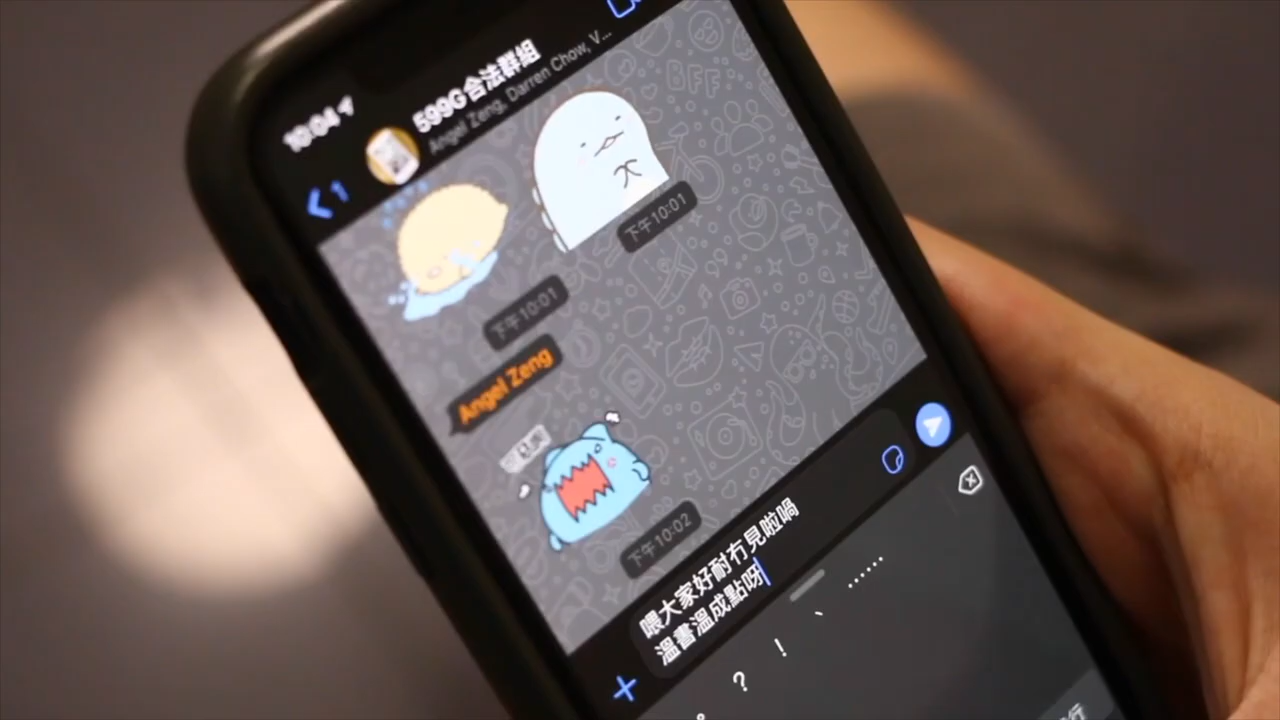 10:04
1
599G合法群組
Angel Zeng, Darren Chow, V...
BFF
下午10:01
下午10:01
Angel Zeng
下午10:02
喂大家好耐冇見啦喎
溫書溫成點呀
、
……
？
！